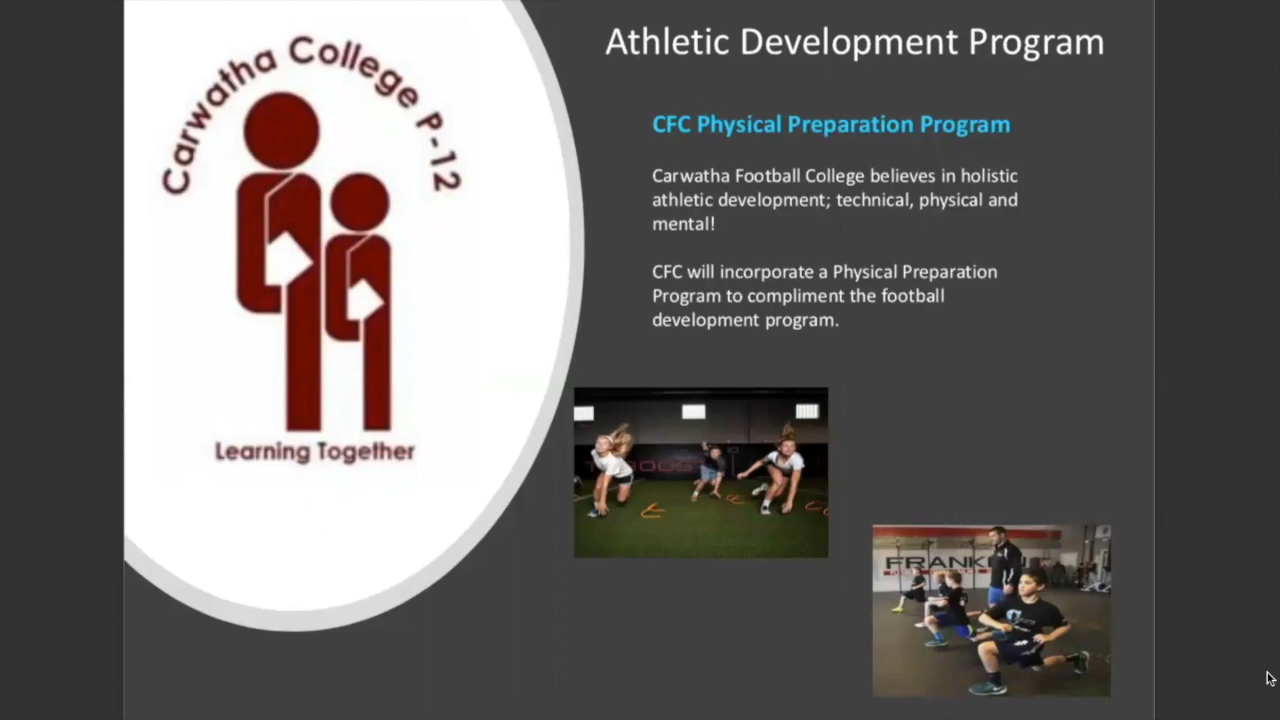 Carwatha College P-12
Learning Together
Athletic Development Program
CFC Physical Preparation Program
Carwatha Football College believes in holistic
athletic development; technical, physical and
mental!
CFC will incorporate a Physical Preparation
Program to compliment the football
development program.